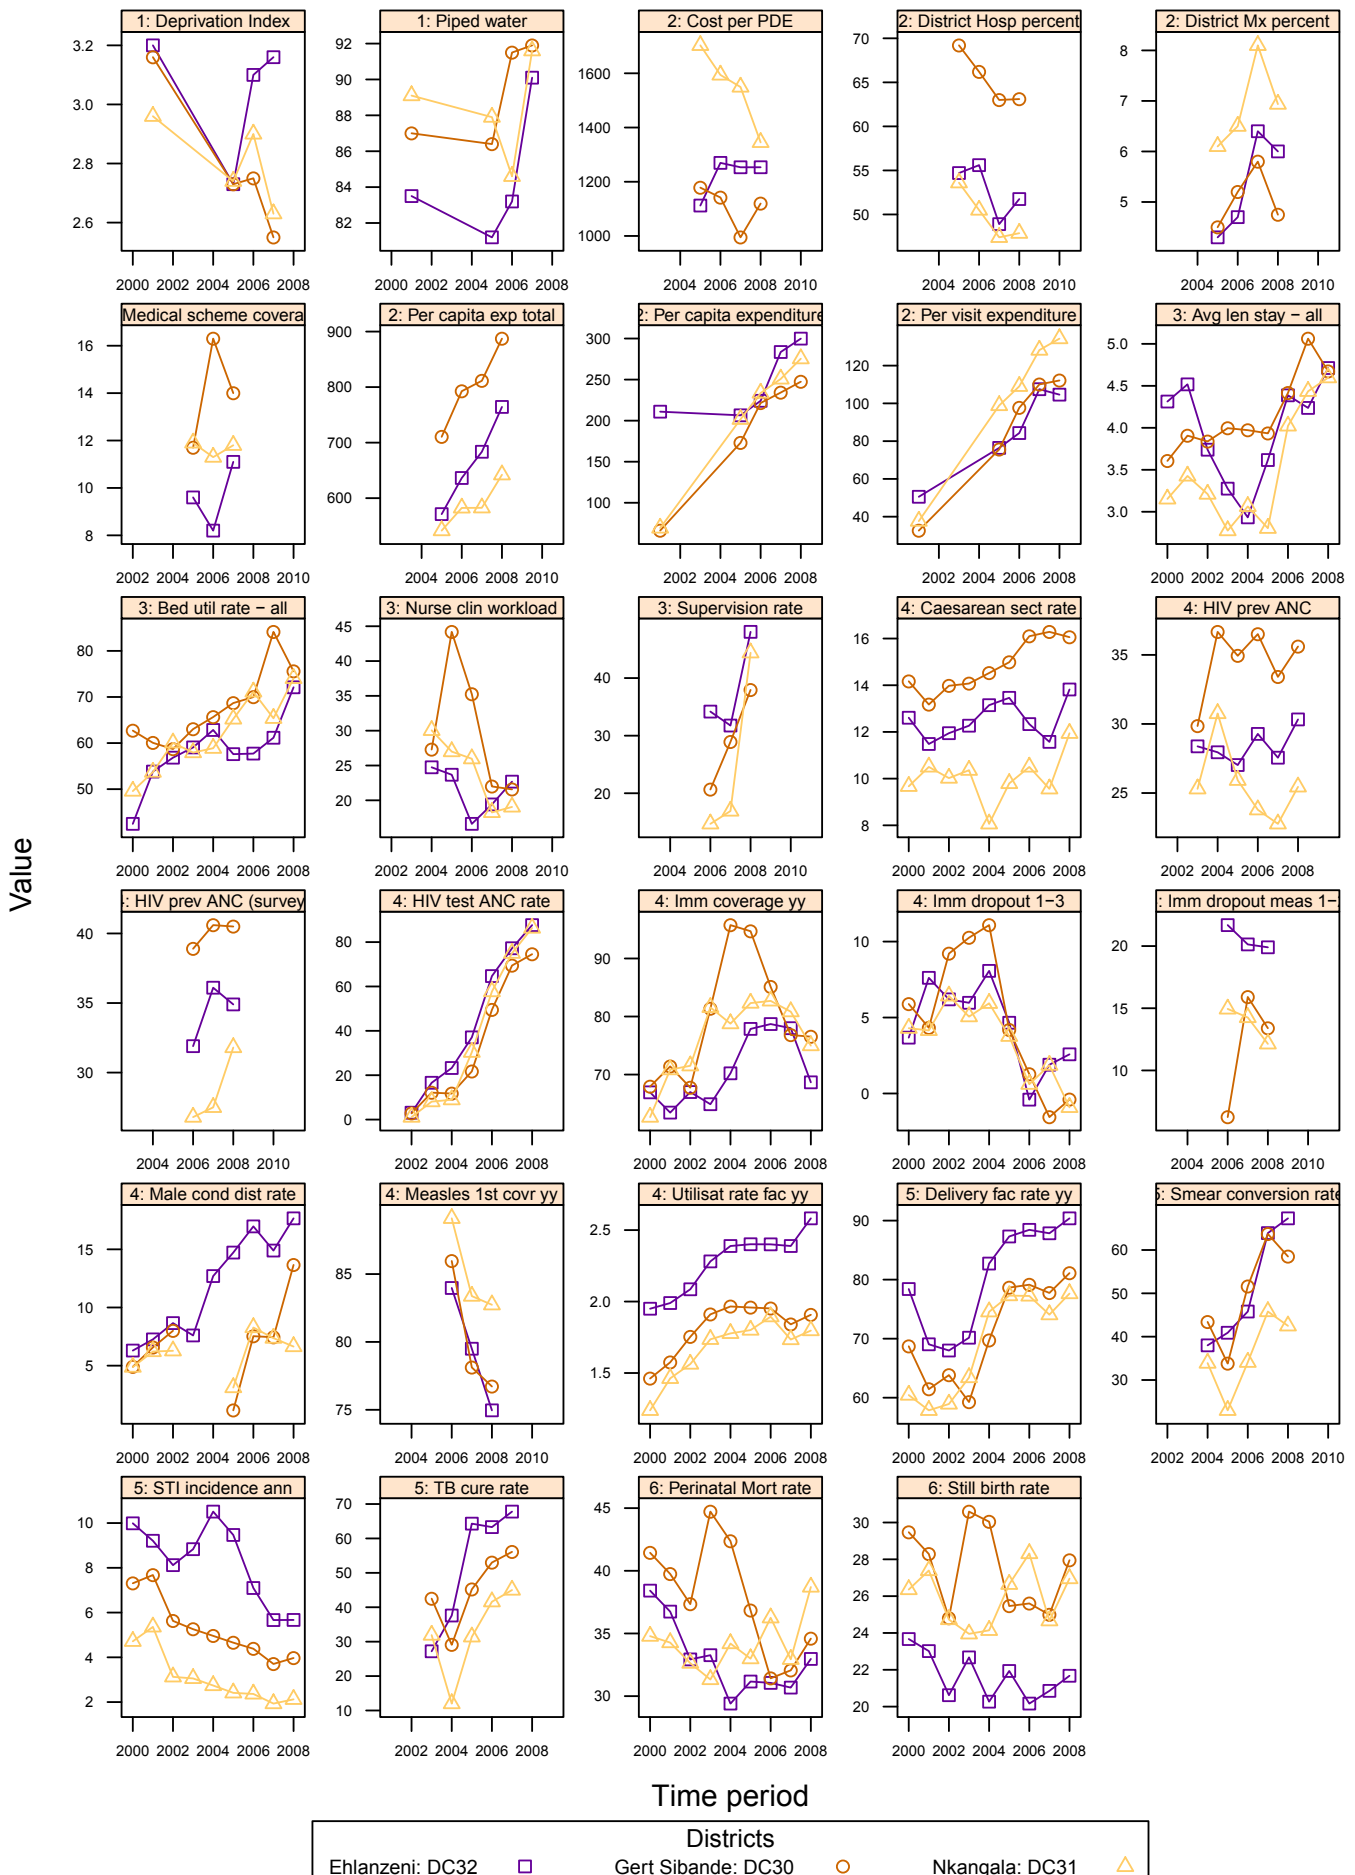 1: Deprivation Index
1: Piped water
2: Cost per PDE
2: District Hosp percent
2: District Mx percent
3.2
3.0
2.8
2.6
92
90
88
86
84
82
1600
1400
1200
1000
70
65
60
55
50
8
7
6
5
2000 2002 2004 2006 2008
2000 2002 2004 2006 2008
2004 2006 2008 2010
2004 2006 2008 2010
2004 2006 2008 2010
Medical scheme covera
2: Per capita exp total
2: Per capita expenditure
2: Per visit expenditure
3: Avg len stay − all
16
14
12
10
8
900
800
700
600
300
250
200
150
100
120
100
80
60
40
5.0
4.5
4.0
3.5
3.0
2002 2004 2006 2008 2010
2004 2006 2008 2010
2002 2004 2006 2008
2002 2004 2006 2008
2000 2002 2004 2006 2008
3: Bed util rate − all
3: Nurse clin workload
3: Supervision rate
4: Caesarean sect rate
4: HIV prev ANC
80
70
60
50
45
40
35
30
25
20
40
30
20
16
14
12
10
8
35
30
25
2000 2002 2004 2006 2008
2002 2004 2006 2008 2010
2004 2006 2008 2010
2000 2002 2004 2006 2008
2002 2004 2006 2008
Value
: HIV prev ANC (survey
4: HIV test ANC rate
4: Imm coverage yy
4: Imm dropout 1−3
: Imm dropout meas 1−
40
35
30
80
60
40
20
0
90
80
70
10
5
0
20
15
10
2004 2006 2008 2010
2002 2004 2006 2008
2000 2002 2004 2006 2008
2000 2002 2004 2006 2008
2004 2006 2008 2010
4: Male cond dist rate
4: Measles 1st covr yy
4: Utilisat rate fac yy
5: Delivery fac rate yy
5: Smear conversion rate
15
10
5
85
80
75
2.5
2.0
1.5
90
80
70
60
60
50
40
30
2000 2002 2004 2006 2008
2004 2006 2008 2010
2000 2002 2004 2006 2008
2000 2002 2004 2006 2008
2002 2004 2006 2008
5: STI incidence ann
5: TB cure rate
6: Perinatal Mort rate
6: Still birth rate
10
8
6
4
2
70
60
50
40
30
20
10
45
40
35
30
30
28
26
24
22
20
2000 2002 2004 2006 2008
2002 2004 2006 2008
2000 2002 2004 2006 2008
2000 2002 2004 2006 2008
Time period
Districts
Ehlanzeni: DC32
Gert Sibande: DC30
Nkangala: DC31